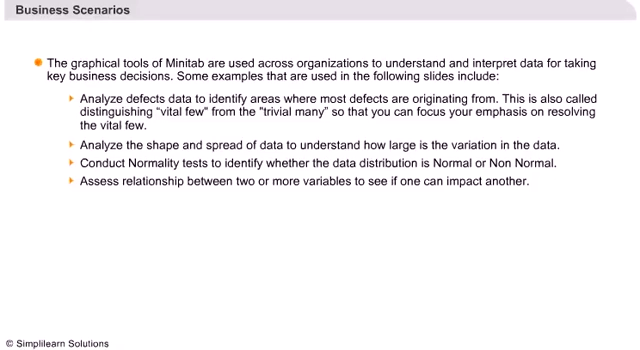 Business Scenarios
The graphical tools of Minitab are used across organizations to understand and interpret data for taking
key business decisions. Some examples that are used in the following slides include:
Analyze defects data to identify areas where most defects are originating from. This is also called
distinguishing “vital few" from the "trivial many” so that you can focus your emphasis on resolving
the vital few.
Analyze the shape and spread of data to understand how large is the variation in the data.
Conduct Normality tests to identify whether the data distribution is Normal or Non Normal.
Assess relationship between two or more variables to see if one can impact another.
© Simplilearn Solutions